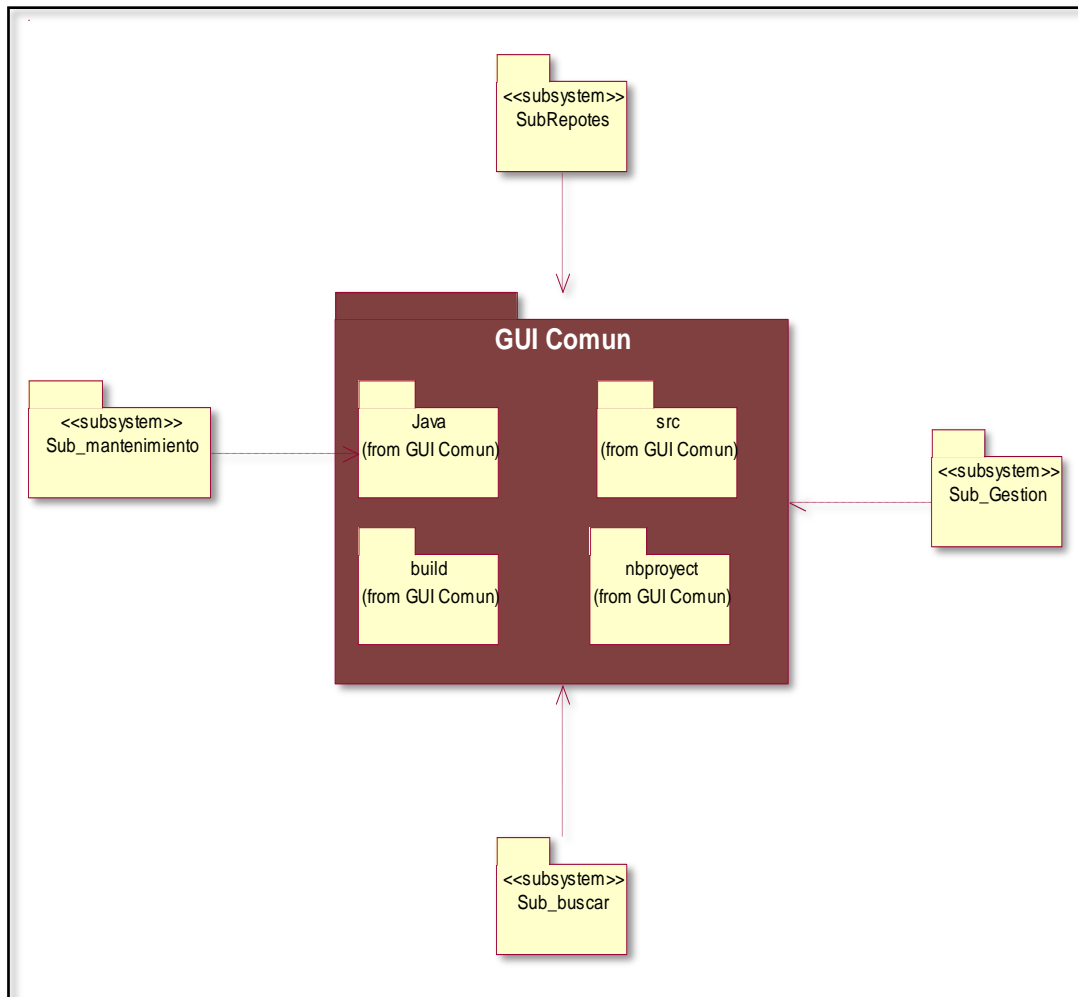 <<subsystem>>
SubRepotes
GUI Comun
<<subsystem>>
Sub_mantenimiento
Java
(from GUI Comun)
src
(from GUI Comun)
<<subsystem>>
Sub_Gestion
build
(from GUI Comun)
nbproyect
(from GUI Comun)
<<subsystem>>
Sub_buscar